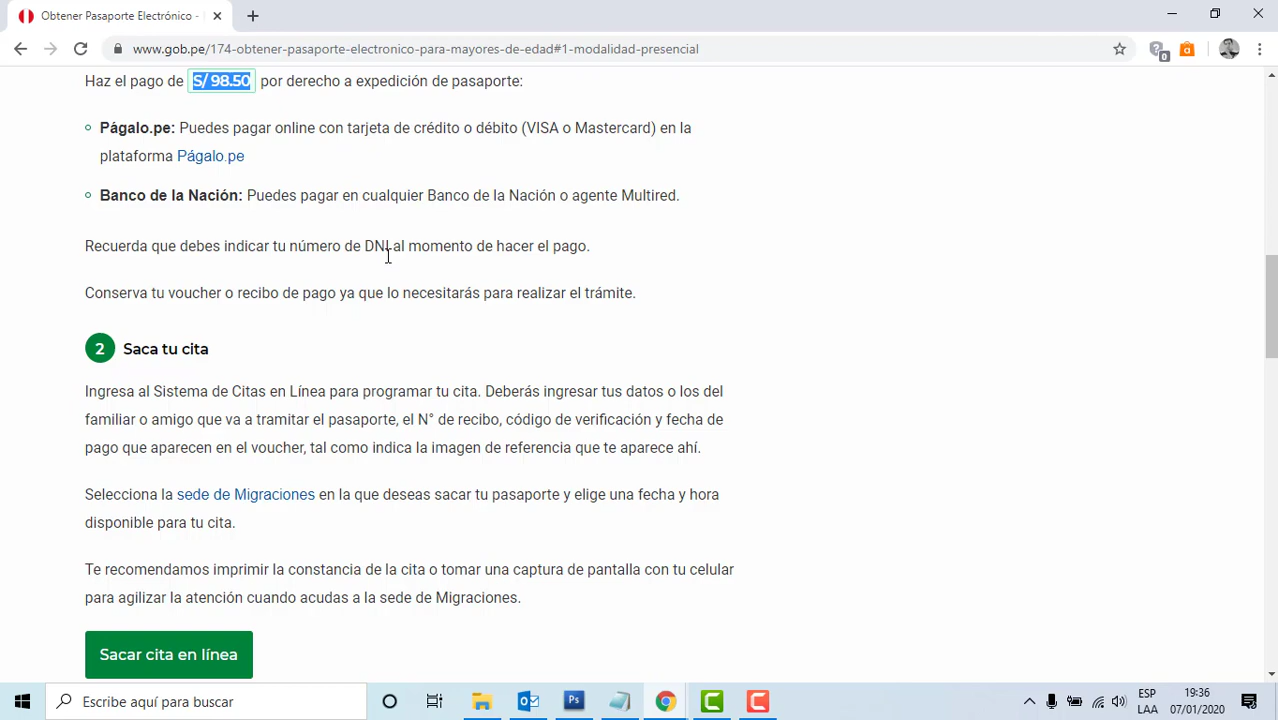 Obtener Pasaporte Electrónico -
www.gob.pe/174-obtener-pasaporte-electronico-para-mayores-de-edad#1-modalidad-presencial
Haz el pago de S/ 98.50 por derecho a expedición de pasaporte:
Págalo.pe: Puedes pagar online con tarjeta de crédito o débito (VISA o Mastercard) en la
plataforma Págalo.pe
Banco de la Nación: Puedes pagar en cualquier Banco de la Nación o agente Multired.
Recuerda que debes indicar tu número de DNI al momento de hacer el pago.
Conserva tu voucher o recibo de pago ya que lo necesitarás para realizar el trámite.
2 Saca tu cita
Ingresa al Sistema de Citas en Línea para programar tu cita. Deberás ingresar tus datos o los del
familiar o amigo que va a tramitar el pasaporte, el N° de recibo, código de verificación y fecha de
pago que aparecen en el voucher, tal como indica la imagen de referencia que te aparece ahí.
Selecciona la sede de Migraciones en la que deseas sacar tu pasaporte y elige una fecha y hora
disponible para tu cita.
Te recomendamos imprimir la constancia de la cita o tomar una captura de pantalla con tu celular
para agilizar la atención cuando acudas a la sede de Migraciones.
Sacar cita en línea
Escribe aquí para buscar
ESP 19:36
LAA 07/01/2020